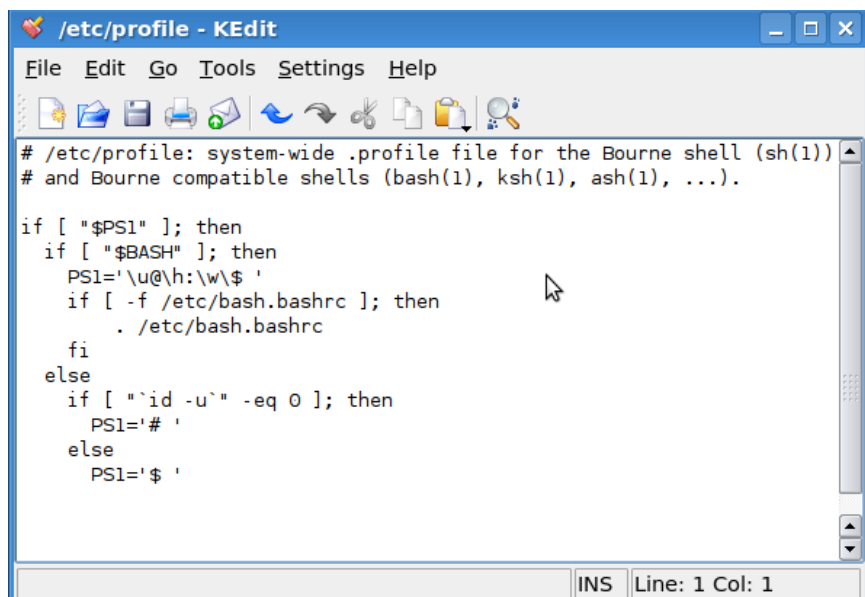 /etc/profile - KEdit
File Edit Go Tools Settings Help
# /etc/profile: system-wide .profile file for the Bourne shell (sh(1))
# and Bourne compatible shells (bash(1), ksh(1), ash(1), ...).

if [ "$PS1" ]; then
  if [ "$BASH" ]; then
    PS1='\u@\h:\w\$ '
    if [ -f /etc/bash.bashrc ]; then
        . /etc/bash.bashrc
    fi
  else
    if [ "`id -u`" -eq 0 ]; then
      PS1='# '
    else
      PS1='$ '
INS Line: 1 Col: 1